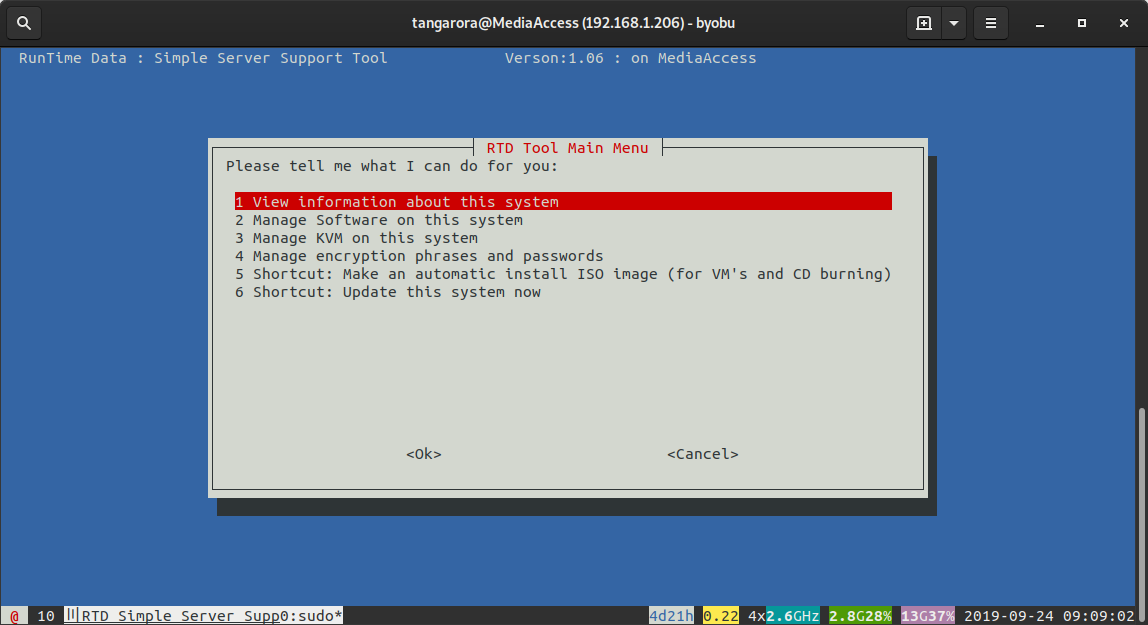 tangarora@MediaAccess (192.168.1.206) - byobu
RunTime Data : Simple Server Support Tool Verson:1.06 : on MediaAccess
RTD Tool Main Menu
Please tell me what I can do for you:
1 View information about this system
2 Manage Software on this system
3 Manage KVM on this system
4 Manage encryption phrases and passwords
5 Shortcut: Make an automatic install ISO image (for VM's and CD burning)
6 Shortcut: Update this system now
<Ok> <Cancel>
@ 10 RTD Simple Server Supp0:sudo* 4d21h 0.22 4x2.6GHz 2.8G28% 13G37% 2019-09-24 09:09:02